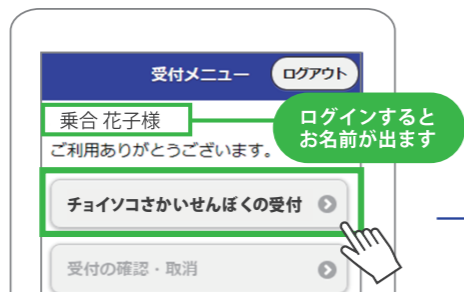 受付メニュー
ログアウト
乗合 花子様
ログインすると
お名前が出ます
ご利用ありがとうございます。
チョイソコさかいせんぼくの受付
受付の確認・取消